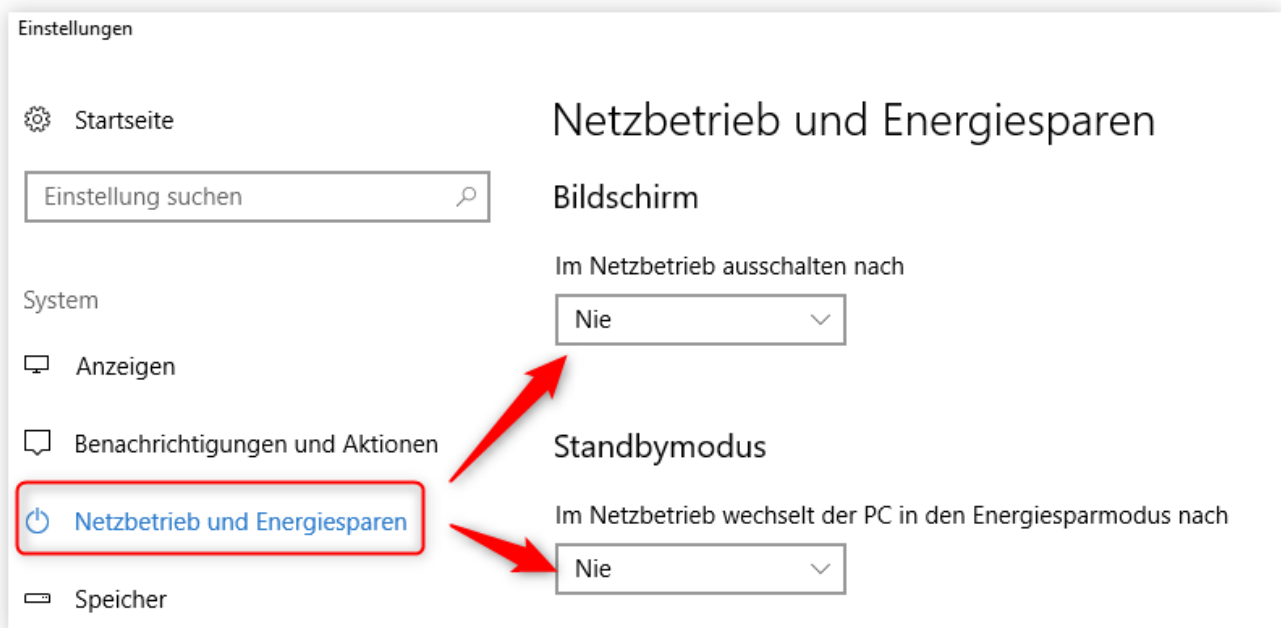 Einstellungen
Startseite
Einstellung suchen
System
Anzeigen
Benachrichtigungen und Aktionen
Netzbetrieb und Energiesparen
Speicher
Netzbetrieb und Energiesparen
Bildschirm
Im Netzbetrieb ausschalten nach
Nie
Standbymodus
Im Netzbetrieb wechselt der PC in den Energiesparmodus nach
Nie